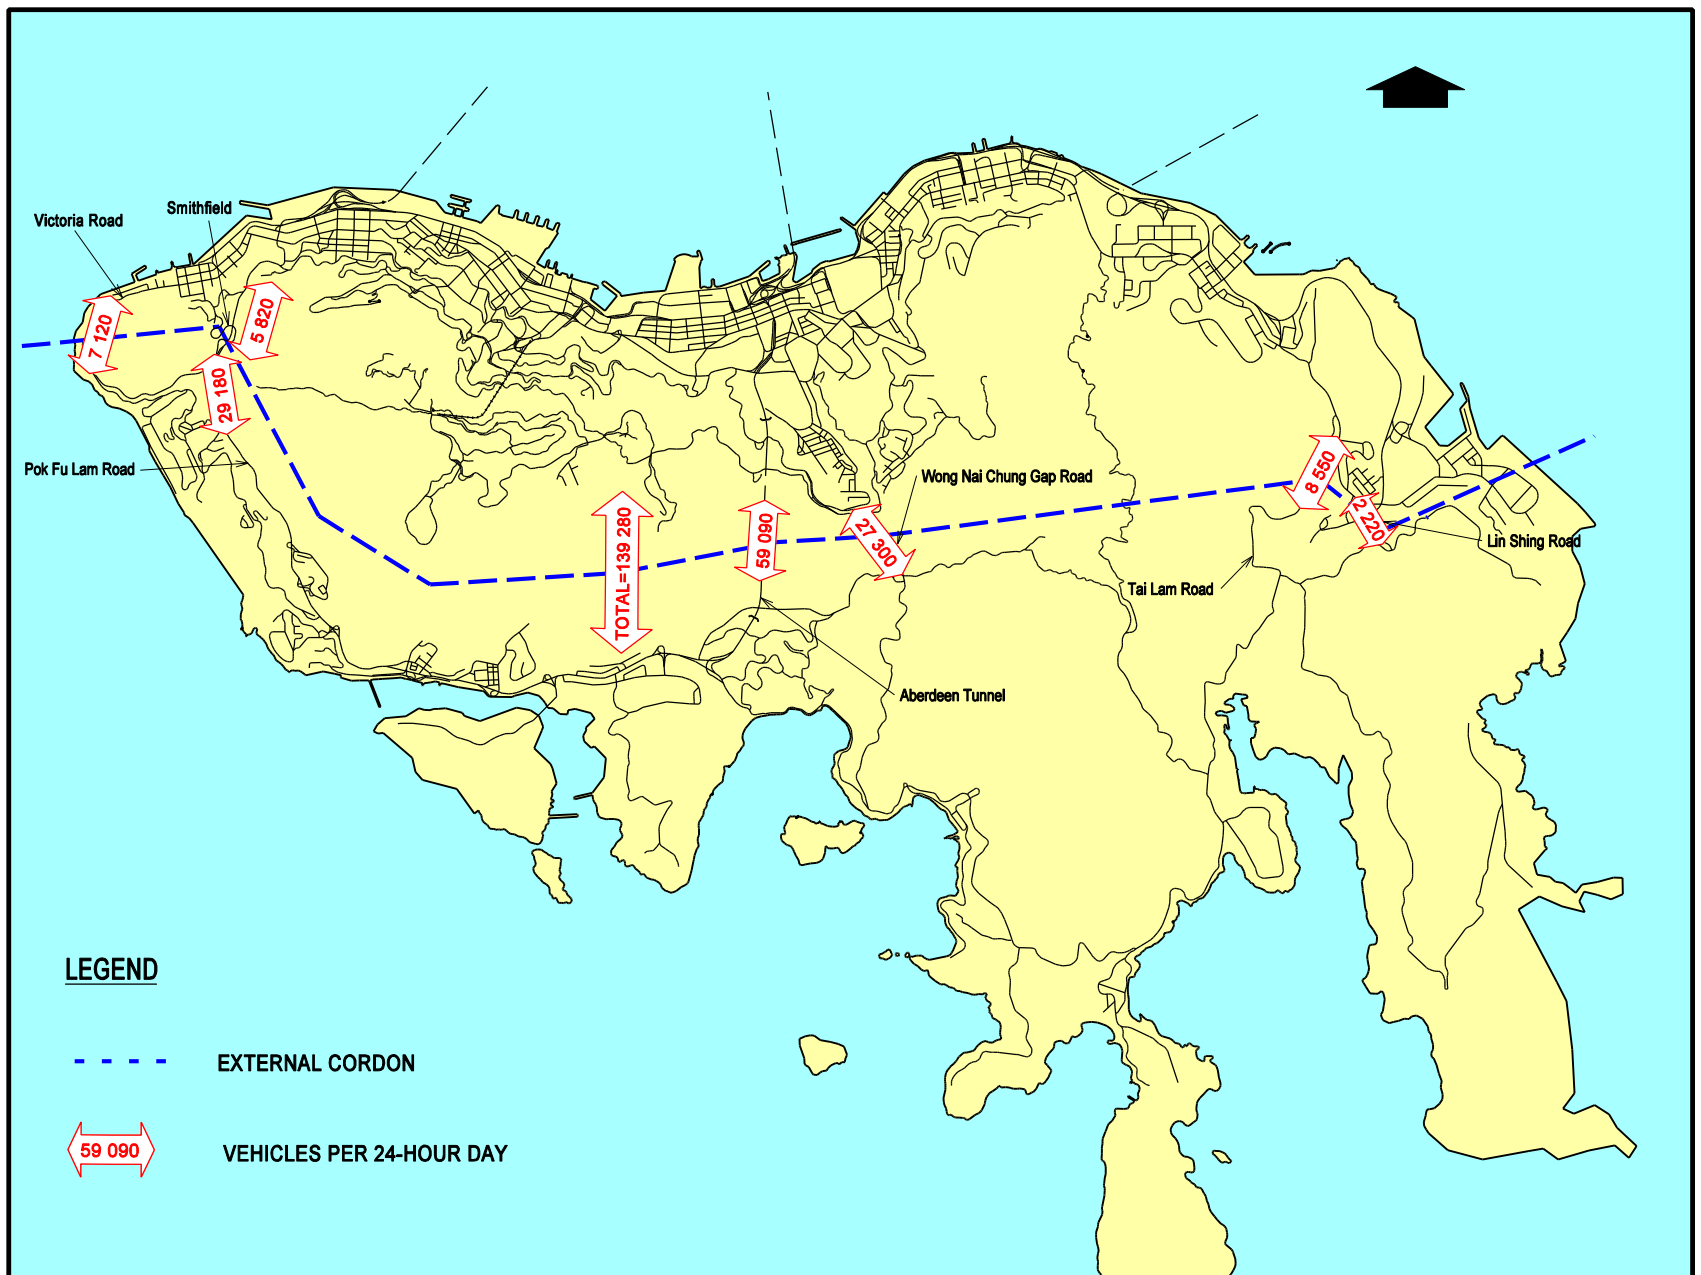 Smithfield
Victoria Road
7 120
5 820
29 180
Pok Fu Lam Road
TOTAL=139 280
59 090
27 300
Wong Nai Chung Gap Road
8 550
2 220
Lin Shing Road
Tai Lam Road
Aberdeen Tunnel
LEGEND
EXTERNAL CORDON
59 090
VEHICLES PER 24-HOUR DAY